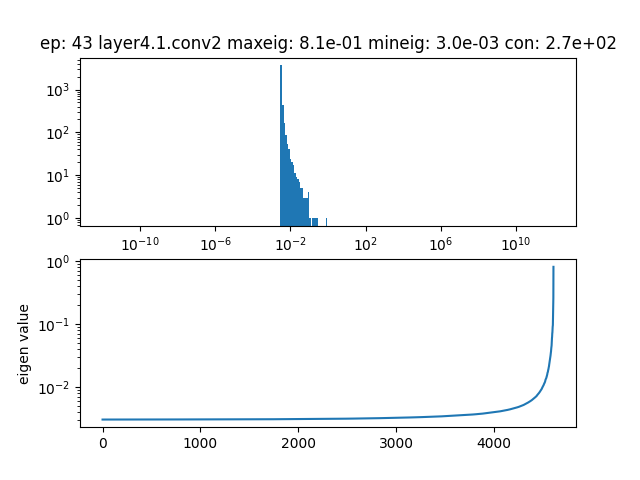 ep: 43 layer4.1.conv2 maxeig: 8.1e-01 mineig: 3.0e-03 con: 2.7e+02
10³
10²
10¹
10⁰
10⁻¹⁰ 10⁻⁶ 10⁻² 10² 10⁶ 10¹⁰
10⁰
10⁻¹
10⁻²
eigen value
0 1000 2000 3000 4000